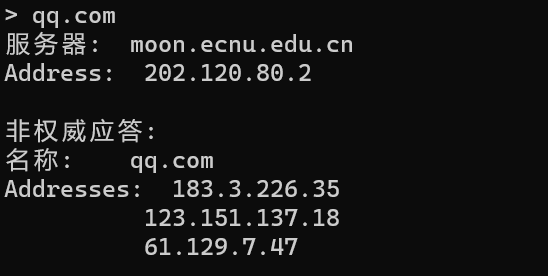 > qq.com
服务器:  moon.ecnu.edu.cn
Address:  202.120.80.2

非权威应答:
名称:    qq.com
Addresses:  183.3.226.35
          123.151.137.18
          61.129.7.47